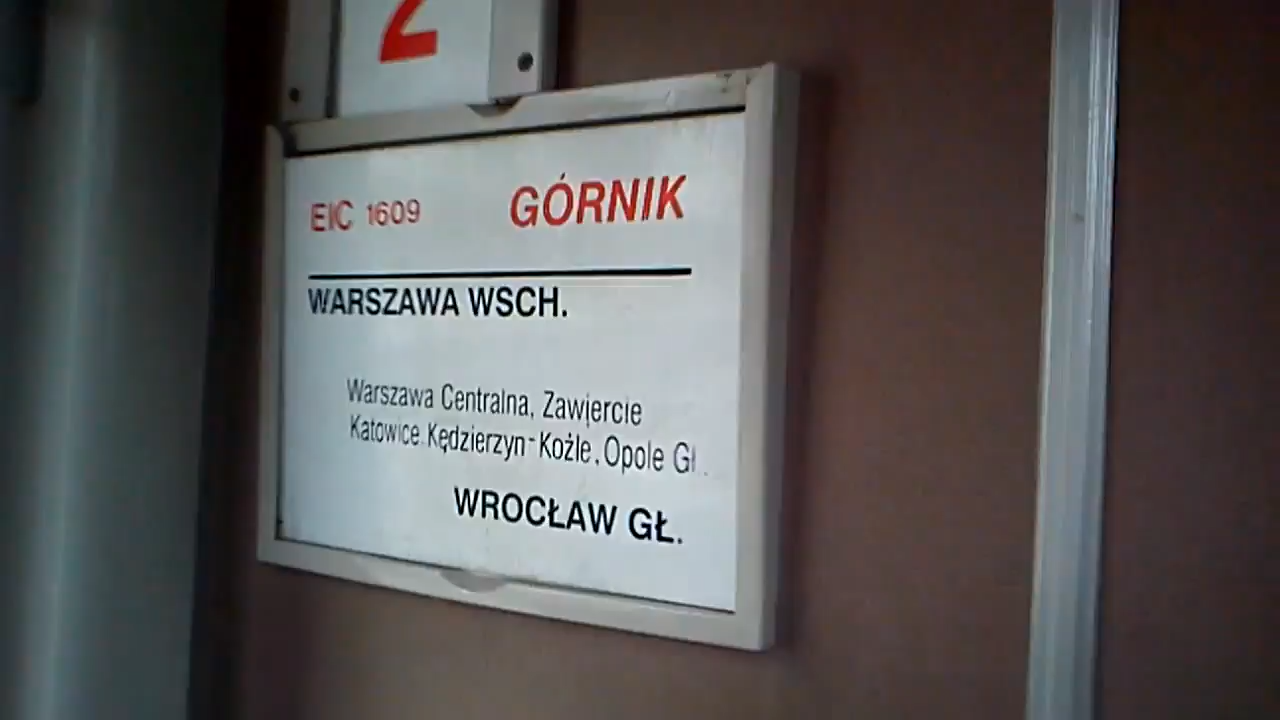 2
EIC 1609 GÓRNIK
WARSZAWA WSCH.
Warszawa Centralna, Zawiercie
Katowice, Kędzierzyn-Koźle, Opole Gł.
WROCŁAW GŁ.